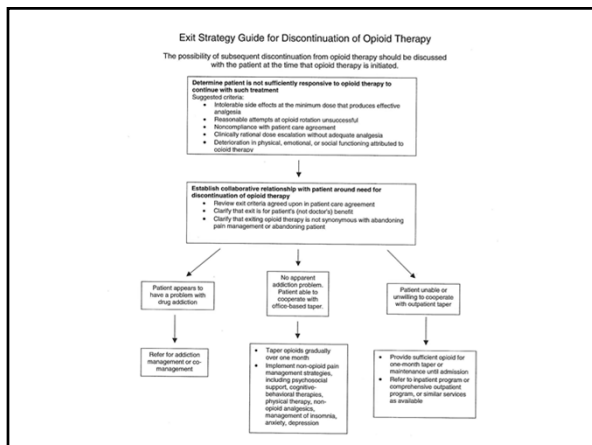 Exit Strategy Guide for Discontinuation of Opioid Therapy
The possibility of subsequent discontinuation from opioid therapy should be discussed
with the patient at the time that opioid therapy is initiated.
Determine patient is not sufficiently responsive to opioid therapy to
continue with such treatment
Suggested criteria:
• Intolerable side effects at the minimum dose that produces effective
analgesia
• Reasonable attempts at opioid rotation unsuccessful
• Noncompliance with patient care agreement
• Clinically rational dose escalation without adequate analgesia
• Deterioration in physical, emotional, or social functioning attributed to
opioid therapy
Establish collaborative relationship with patient around need for
discontinuation of opioid therapy
• Review exit criteria agreed upon in patient care agreement
• Clarify that exit is for patient's (not doctor's) benefit
• Clarify that exiting opioid therapy is not synonymous with abandoning
pain management or abandoning patient
Patient appears to
have a problem with
drug addiction
No apparent
addiction problem.
Patient able to
cooperate with
office-based taper.
Patient unable or
unwilling to cooperate
with outpatient taper
Refer for addiction
management or co-
management
• Taper opioids gradually
over one month
• Implement non-opioid pain
management strategies,
including psychosocial
support, cognitive-
behavioral therapies,
physical therapy, non-
opioid analgesics,
management of insomnia,
anxiety, depression
• Provide sufficient opioid for
one-month taper or
maintenance until admission
• Refer to inpatient program or
comprehensive outpatient
program, or similar services
as available